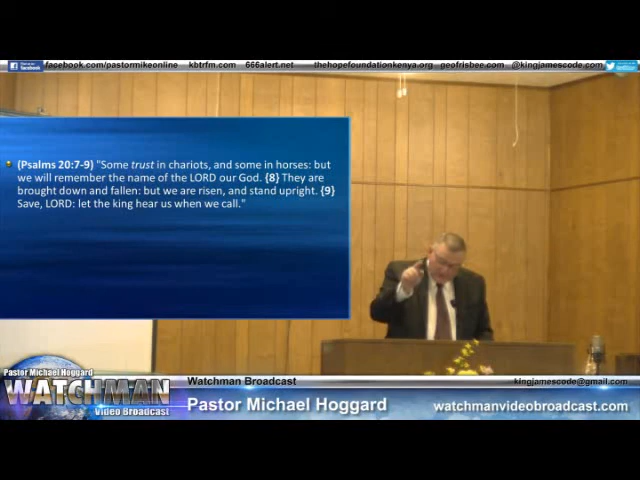 facebook.com/pastormikeonline kbtrfm.com 666alert.net thehopefoundationkenya.org geofrisbee.com @kingjamescode.com
(Psalms 20:7-9) "Some trust in chariots, and some in horses: but
we will remember the name of the LORD our God. {8} They are
brought down and fallen: but we are risen, and stand upright. {9}
Save, LORD: let the king hear us when we call."
Pastor Michael Hoggard
WATCHMAN
Video Broadcast
Watchman Broadcast kingjamescode@gmail.com
Pastor Michael Hoggard watchmanvideobroadcast.com